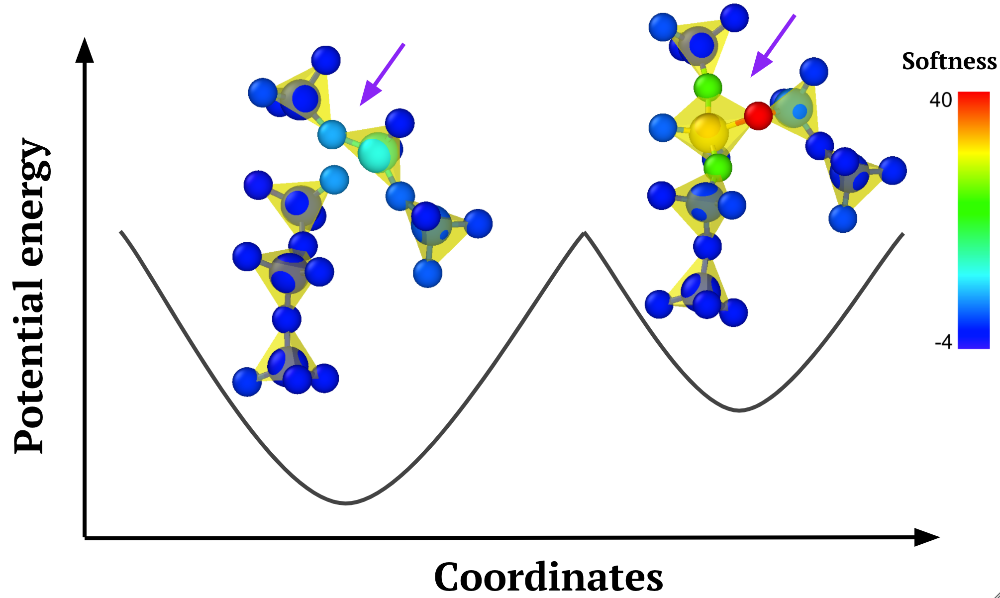 Potential energy
Softness
40
-4
Coordinates